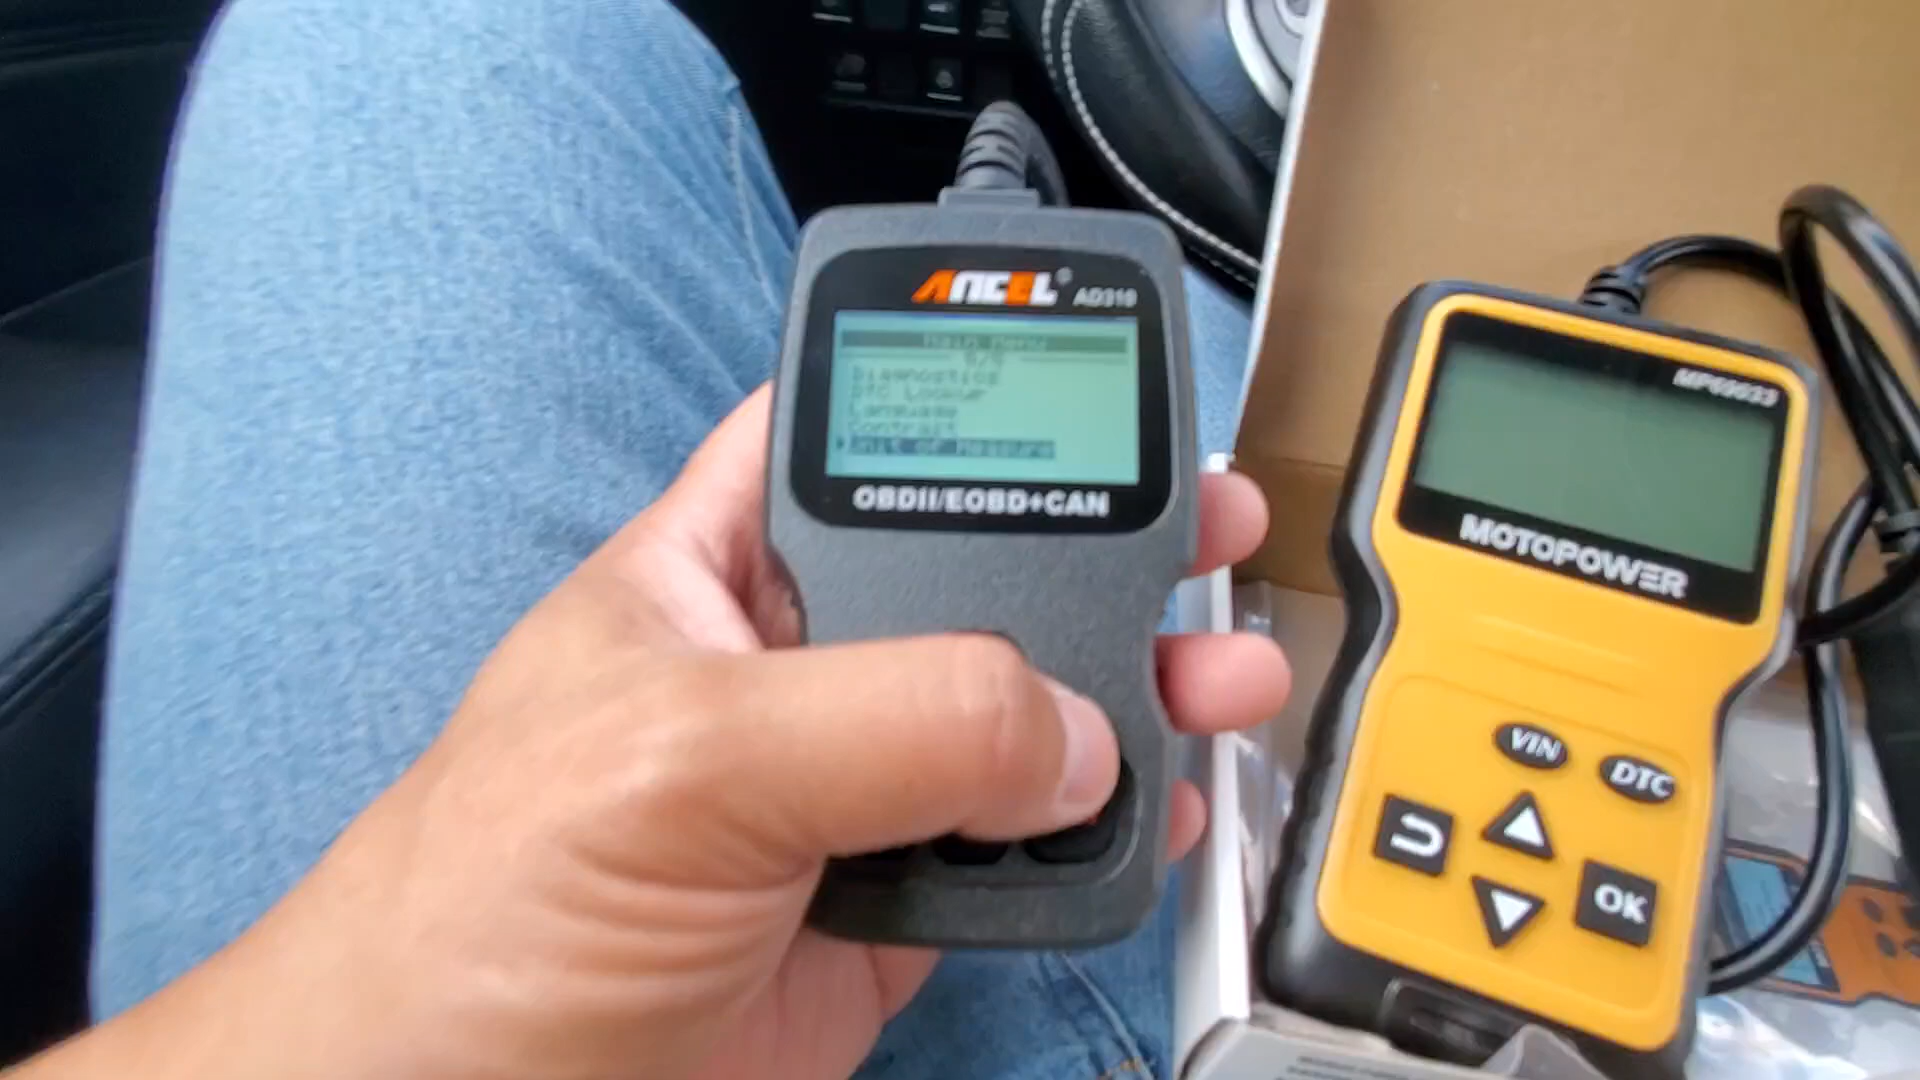 ANCEL® AD310
Main Menu
Diagnostics
DTC Lookup
Language
Contrast
Unit of Measure
OBDII/EOBD+CAN
MP69033
MOTOPOWER
VIN
DTC
OK